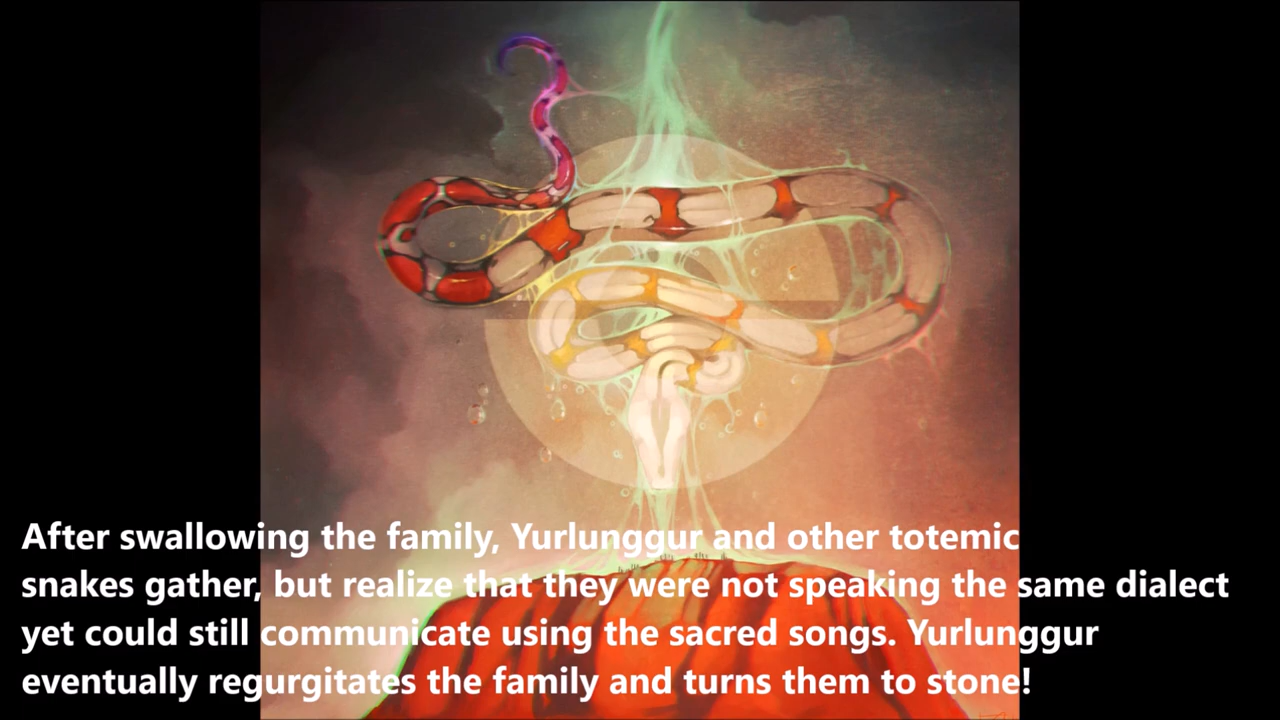 After swallowing the family, Yurlunggur and other totemic
snakes gather, but realize that they were not speaking the same dialect
yet could still communicate using the sacred songs. Yurlunggur
eventually regurgitates the family and turns them to stone!